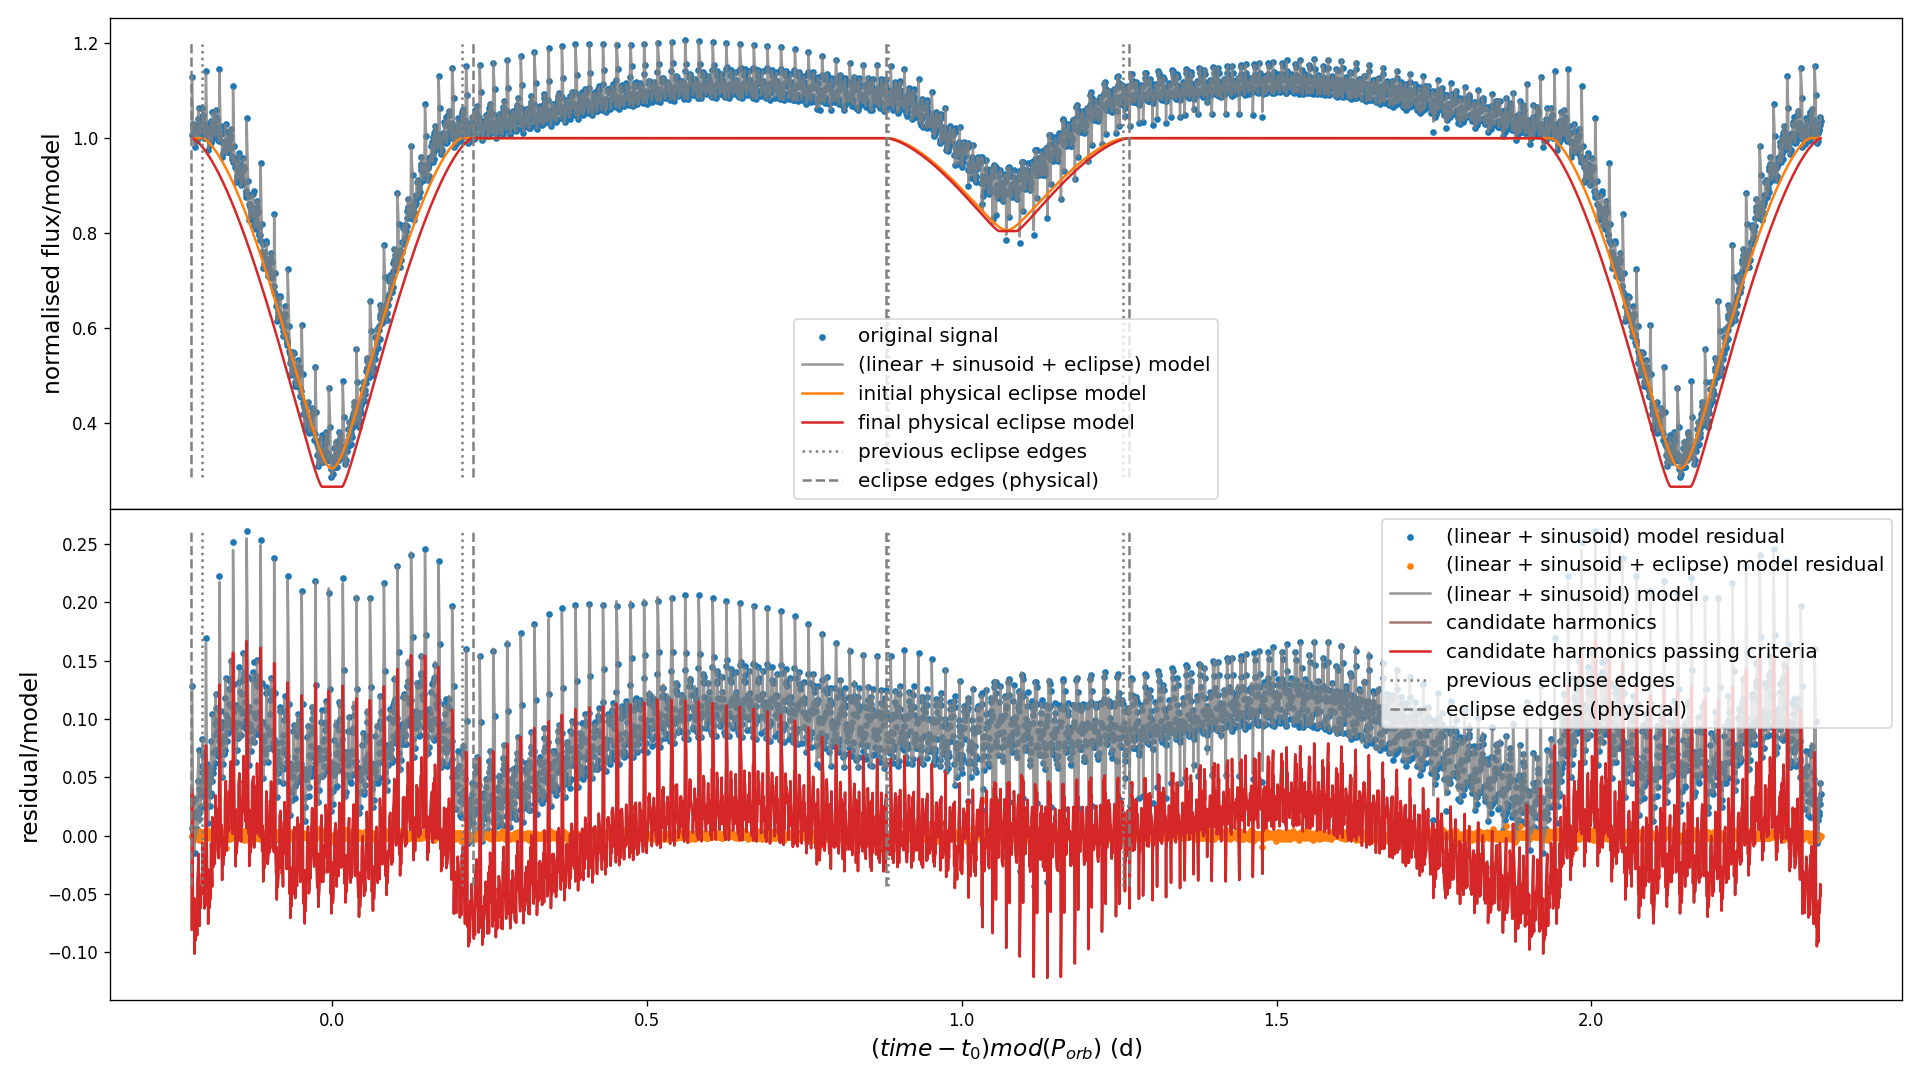 normalised flux/model
1.2
1.0
0.8
0.6
0.4
original signal
(linear + sinusoid + eclipse) model
initial physical eclipse model
final physical eclipse model
previous eclipse edges
eclipse edges (physical)
residual/model
0.25
0.20
0.15
0.10
0.05
0.00
−0.05
−0.10
(linear + sinusoid) model residual
(linear + sinusoid + eclipse) model residual
(linear + sinusoid) model
candidate harmonics
candidate harmonics passing criteria
previous eclipse edges
eclipse edges (physical)
0.0 0.5 1.0 1.5 2.0
(time − t₀)mod(Pₒᵣb) (d)